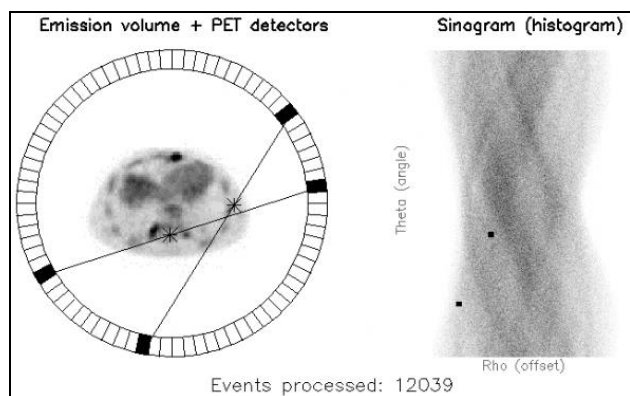 Emission volume + PET detectors
Sinogram (histogram)
Theta (angle)
Rho (offset)
Events processed: 12039